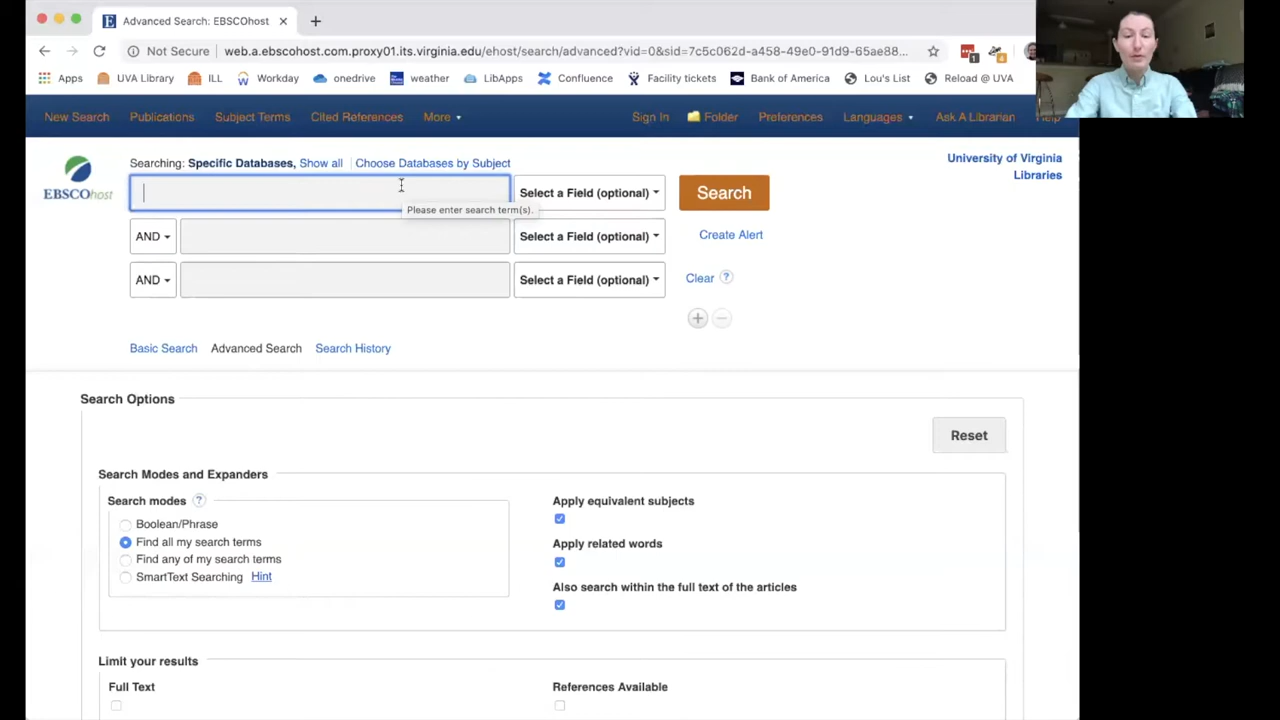 Advanced Search: EBSCOhost
Not Secure web.a.ebscohost.com.proxy01.its.virginia.edu/ehost/search/advanced?vid=0&sid=7c5c062d-a458-49e0-91d9-65ae88...
1 4
Apps UVA Library ILL Workday onedrive weather LibApps Confluence Facility tickets Bank of America Lou's List Reload @ UVA
New Search Publications Subject Terms Cited References More Sign In Folder Preferences Languages Ask A Librarian Help
Searching: Specific Databases, Show all Choose Databases by Subject
University of Virginia
Libraries
EBSCOhost
Select a Field (optional) Search
Please enter search term(s).
AND Select a Field (optional) Create Alert
AND Select a Field (optional) Clear ?
Basic Search Advanced Search Search History
Search Options
Reset
Search Modes and Expanders
Search modes ?
Boolean/Phrase
Find all my search terms
Find any of my search terms
SmartText Searching Hint
Apply equivalent subjects
Apply related words
Also search within the full text of the articles
Limit your results
Full Text
References Available